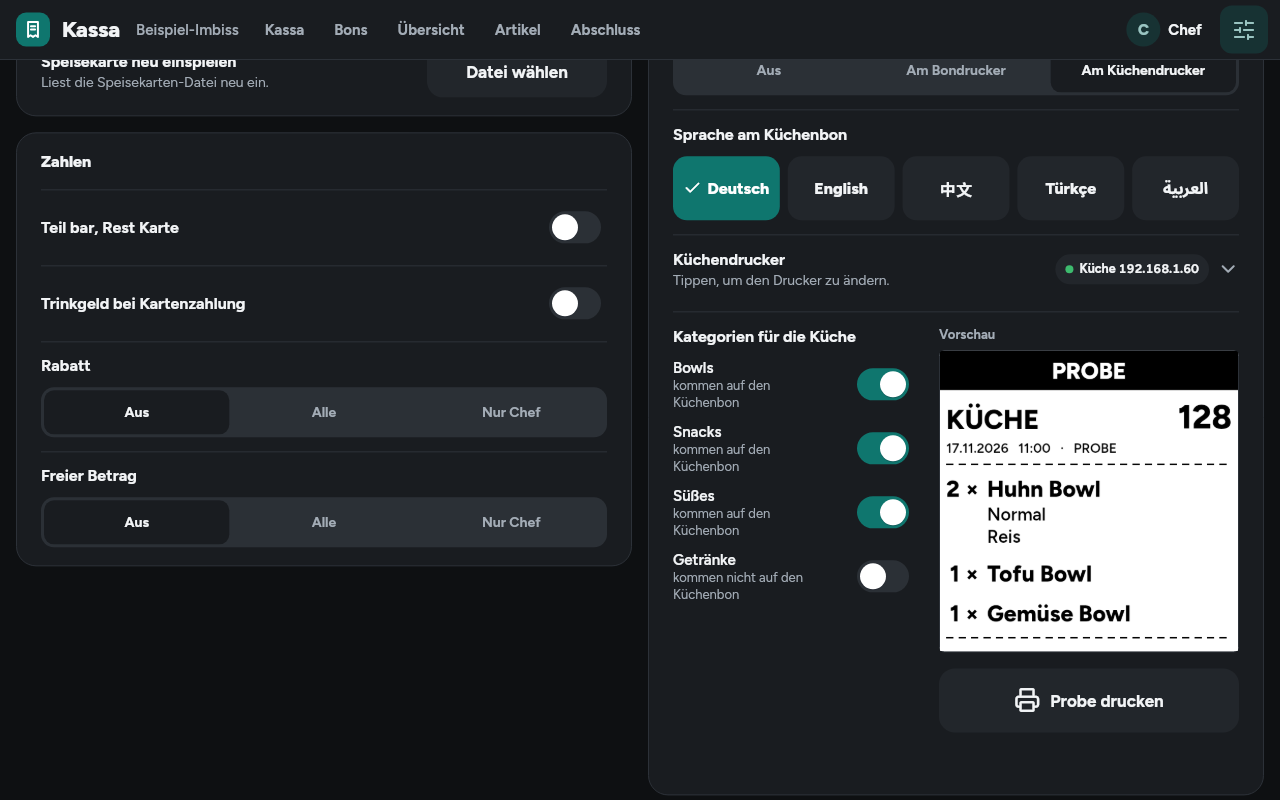 Kassa
Beispiel-Imbiss
Kassa
Bons
Übersicht
Artikel
Abschluss
C
Chef
Speisekarte neu einspielen
Liest die Speisekarten-Datei neu ein.
Datei wählen
Zahlen
Teil bar, Rest Karte
Trinkgeld bei Kartenzahlung
Rabatt
Aus
Alle
Nur Chef
Freier Betrag
Aus
Alle
Nur Chef
Aus
Am Bondrucker
Am Küchendrucker
Sprache am Küchenbon
Deutsch
English
中文
Türkçe
العربية
Küchendrucker
Tippen, um den Drucker zu ändern.
Küche 192.168.1.60
Kategorien für die Küche
Bowls
kommen auf den
Küchenbon
Snacks
kommen auf den
Küchenbon
Süßes
kommen auf den
Küchenbon
Getränke
kommen nicht auf den
Küchenbon
Vorschau
PROBE
KÜCHE 128
17.11.2026 11:00 · PROBE
2 × Huhn Bowl
Normal
Reis
1 × Tofu Bowl
1 × Gemüse Bowl
Probe drucken